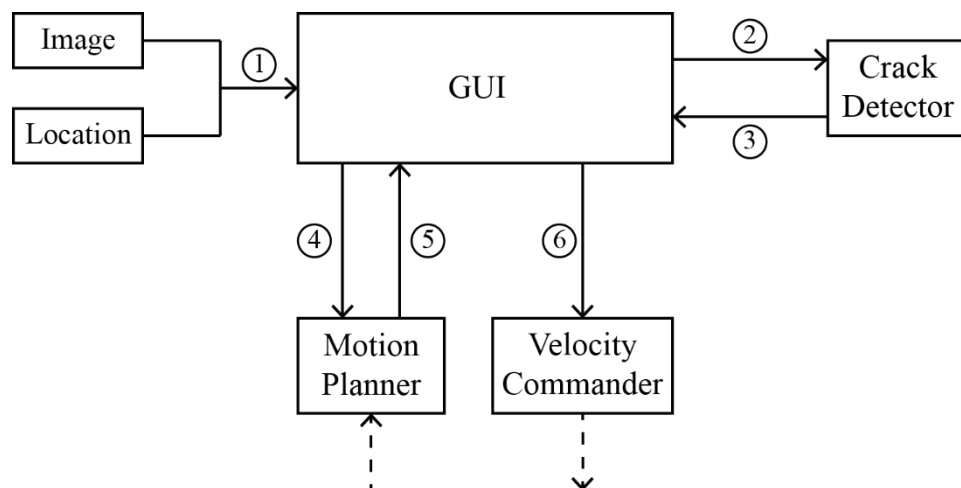 Image
①
②
GUI
Crack
Detector
Location
③
④
⑤
⑥
Motion
Planner
Velocity
Commander